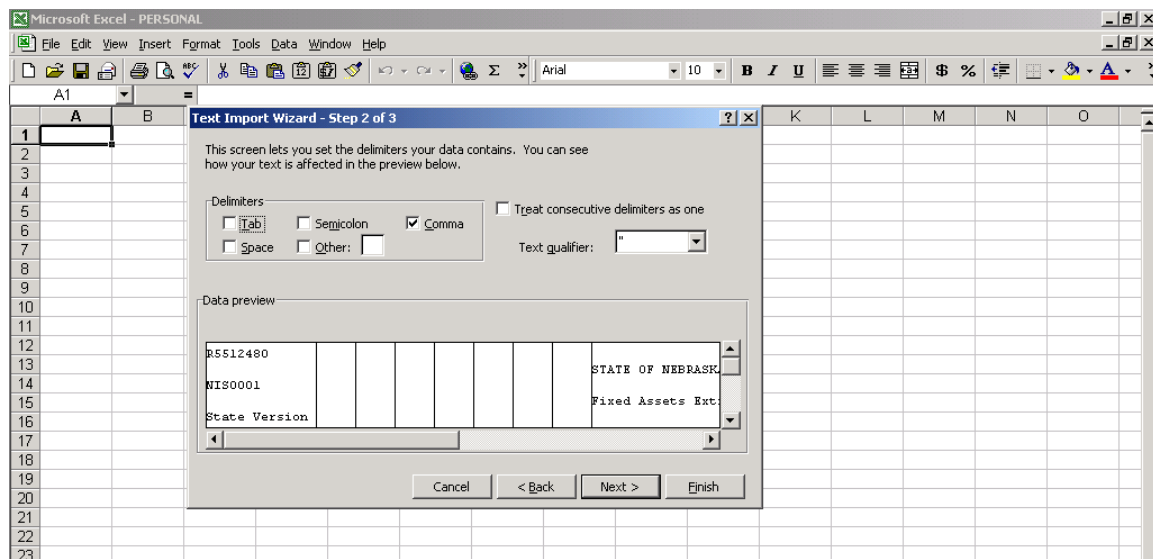 Microsoft Excel - PERSONAL
File Edit View Insert Format Tools Data Window Help
ABC 12 Σ » Arial 10 B I U $ % A
A1 =
A B K L M N O
Text Import Wizard - Step 2 of 3 ?
This screen lets you set the delimiters your data contains. You can see
how your text is affected in the preview below.
Delimiters
Tab Semicolon Comma
Space Other:
Treat consecutive delimiters as one
Text qualifier: "
Data preview
R5512480
STATE OF NEBRASK
NIS0001
Fixed Assets Ext
State Version
Cancel < Back Next > Finish
1
2
3
4
5
6
7
8
9
10
11
12
13
14
15
16
17
18
19
20
21
22
23